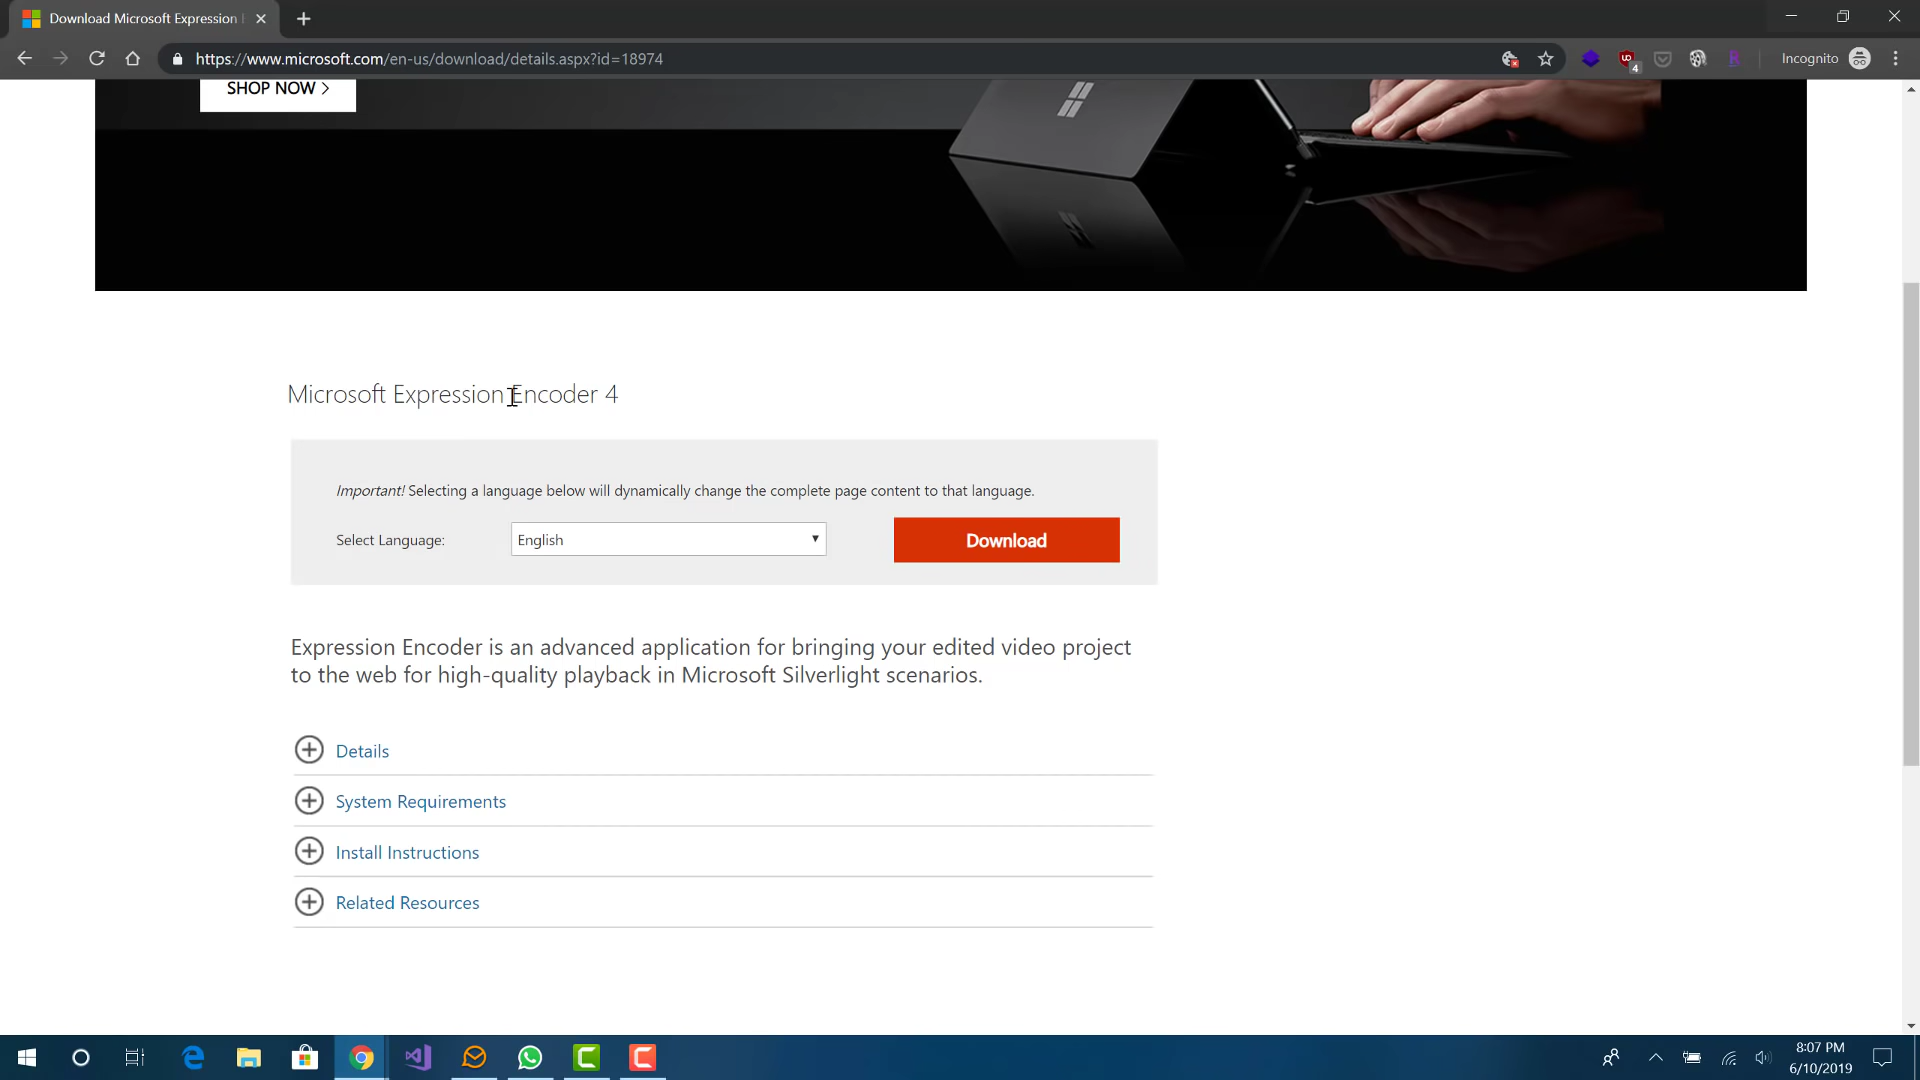 Download Microsoft Expression
https://www.microsoft.com/en-us/download/details.aspx?id=18974
4
Incognito
SHOP NOW
Microsoft Expression Encoder 4
Important! Selecting a language below will dynamically change the complete page content to that language.
Select Language:
English
Download
Expression Encoder is an advanced application for bringing your edited video project
to the web for high-quality playback in Microsoft Silverlight scenarios.
Details
System Requirements
Install Instructions
Related Resources
8:07 PM
6/10/2019